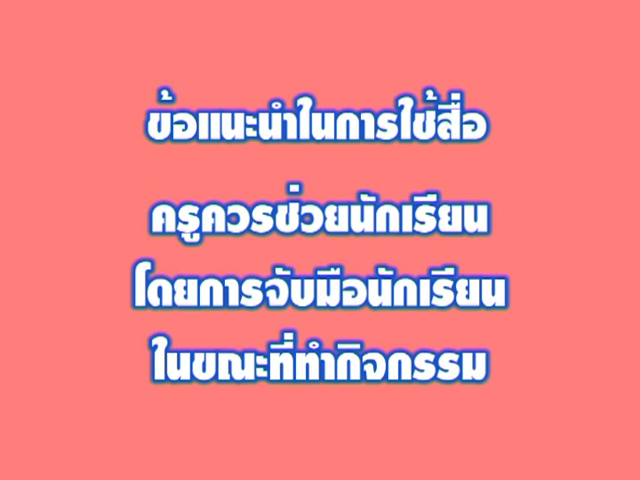 ข้อแนะนำในการใช้สื่อ
ครูควรช่วยนักเรียน
โดยการจับมือนักเรียน
ในขณะที่ทำกิจกรรม